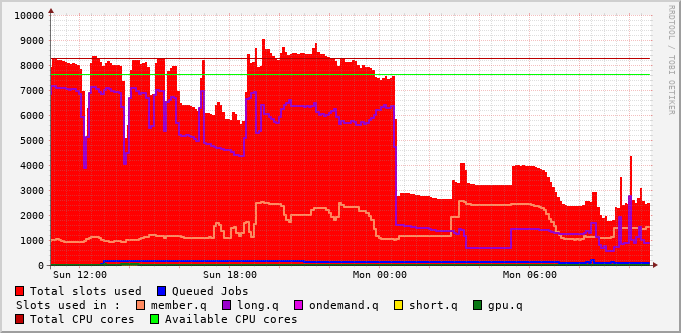 10000
9000
8000
7000
6000
5000
4000
3000
2000
1000
0
Sun 12:00 Sun 18:00 Mon 00:00 Mon 06:00
RRDTOOL / TOBI OETIKER
Total slots used Queued Jobs
Slots used in : member.q long.q ondemand.q short.q gpu.q
Total CPU cores Available CPU cores